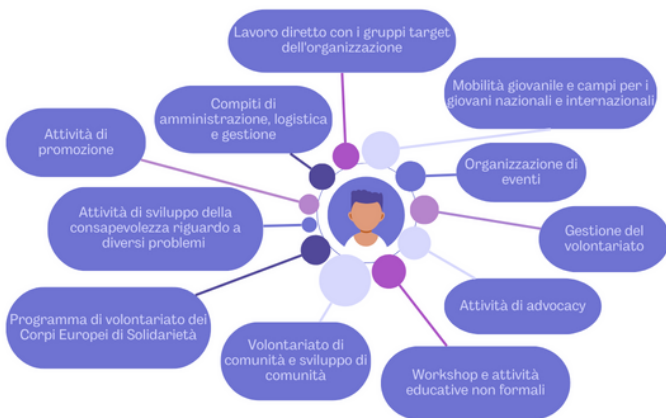 Lavoro diretto con i gruppi target
dell'organizzazione
Mobilità giovanile e campi per i
giovani nazionali e internazionali
Compiti di
amministrazione, logistica
e gestione
Attività di
promozione
Organizzazione di
eventi
Attività di sviluppo della
consapevolezza riguardo a
diversi problemi
Gestione del
volontariato
Programma di volontariato dei
Corpi Europei di Solidarietà
Attività di advocacy
Volontariato di
comunità e sviluppo di
comunità
Workshop e attività
educative non formali